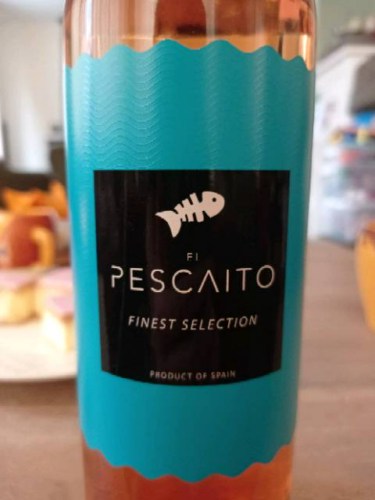 El
PESCAITO
FINEST SELECTION
PRODUCT OF SPAIN